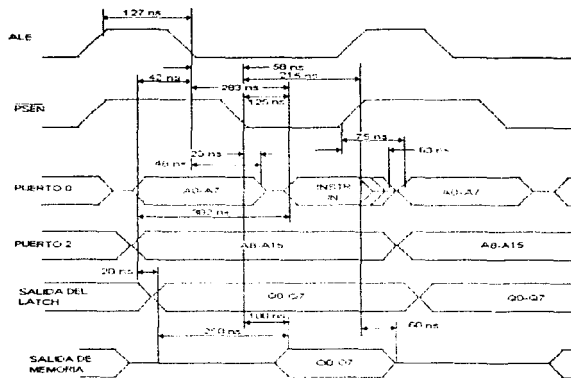 127 ns
ALE
58 ns
42 ns
215 ns
283 ns
125 ns
PSEN
75 ns
63 ns
48 ns
PUERTO 0
A0-A7
INSTR
IN
A0-A7
302 ns
PUERTO 2
A8-A15
A8-A15
20 ns
SALIDA DEL
LATCH
Q0-Q7
Q0-Q7
100 ns
60 ns
SALIDA DE
MEMORIA
Q0-Q7